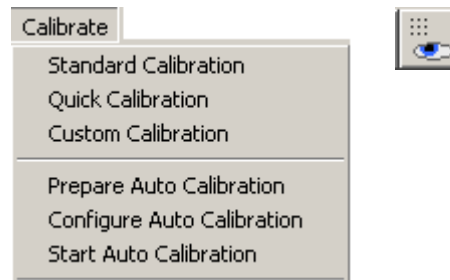 Calibrate
Standard Calibration
Quick Calibration
Custom Calibration
Prepare Auto Calibration
Configure Auto Calibration
Start Auto Calibration